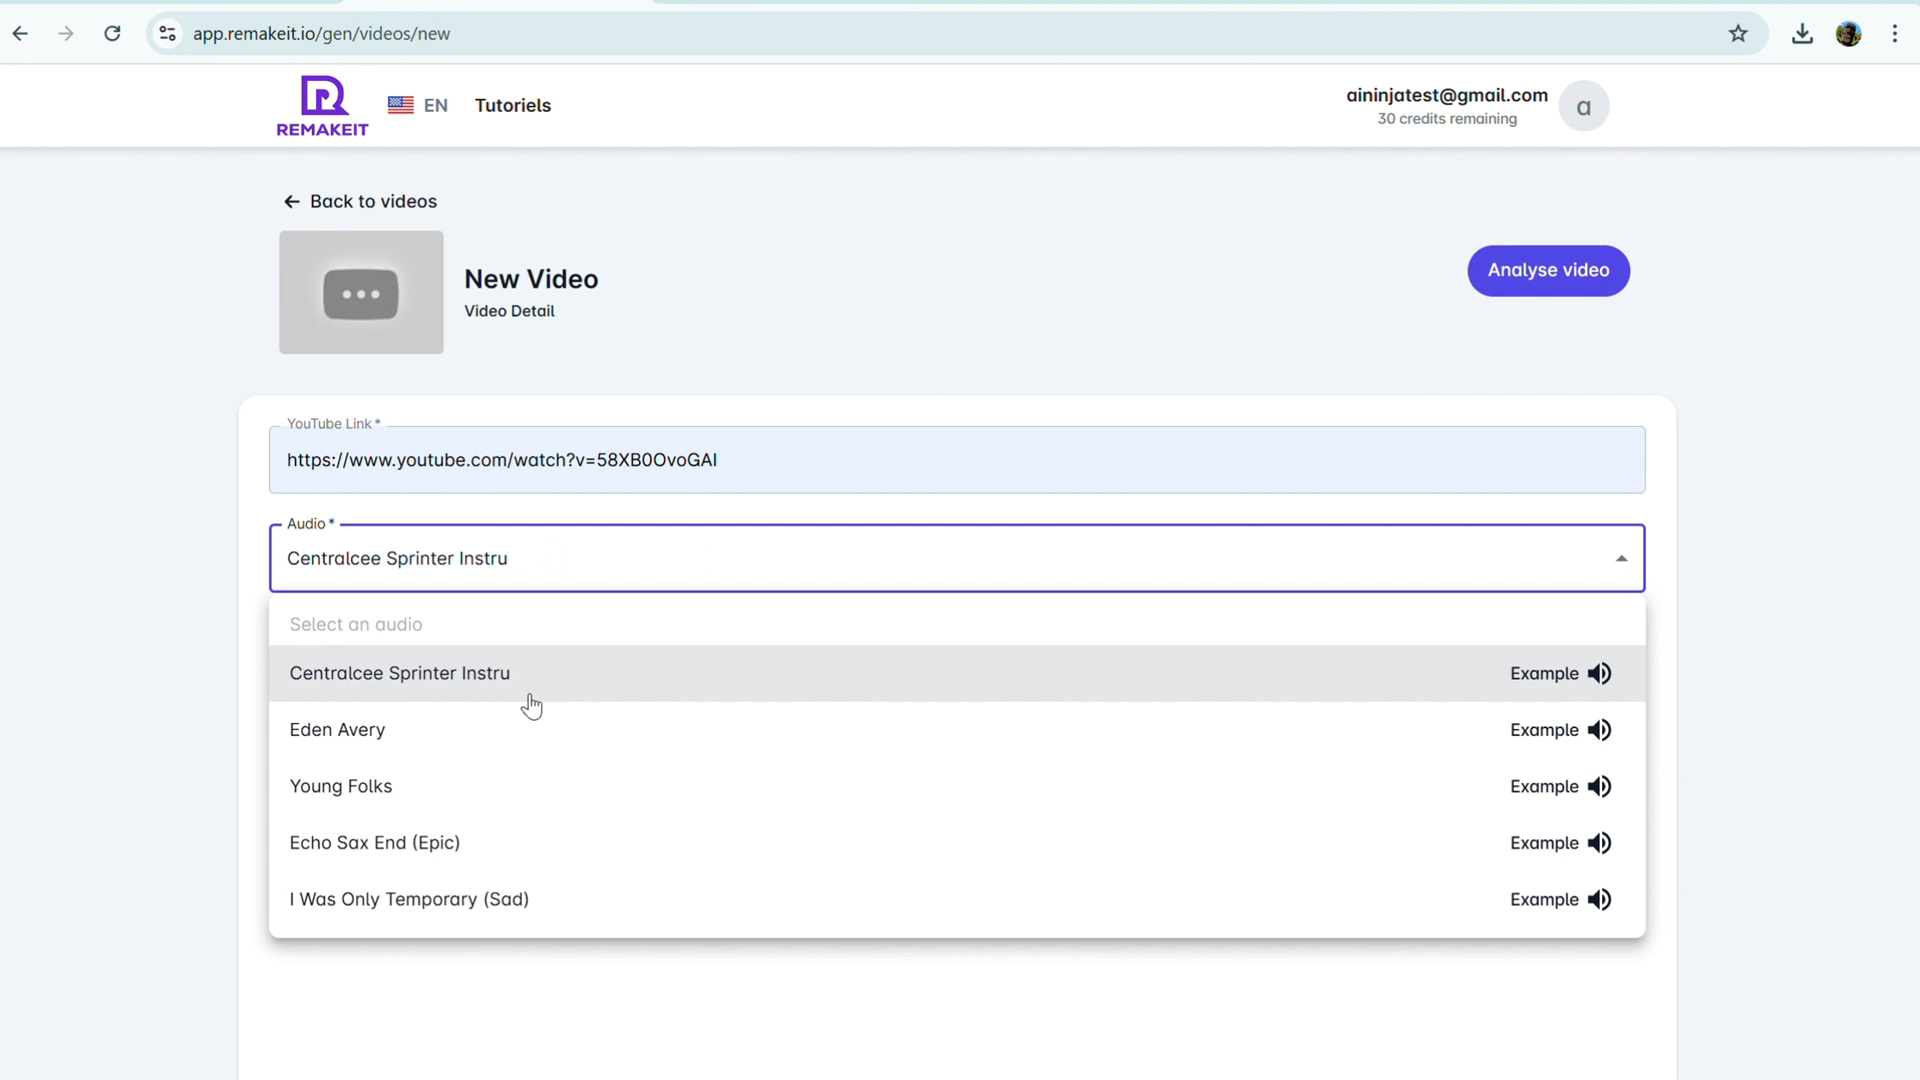 app.remakeit.io/gen/videos/new
REMAKEIT
EN
Tutoriels
aininjatest@gmail.com
30 credits remaining
a
Back to videos
New Video
Video Detail
Analyse video
YouTube Link *
https://www.youtube.com/watch?v=58XB0OvoGAI
Audio *
Centralcee Sprinter Instru
Select an audio
Centralcee Sprinter Instru Example
Eden Avery Example
Young Folks Example
Echo Sax End (Epic) Example
I Was Only Temporary (Sad) Example